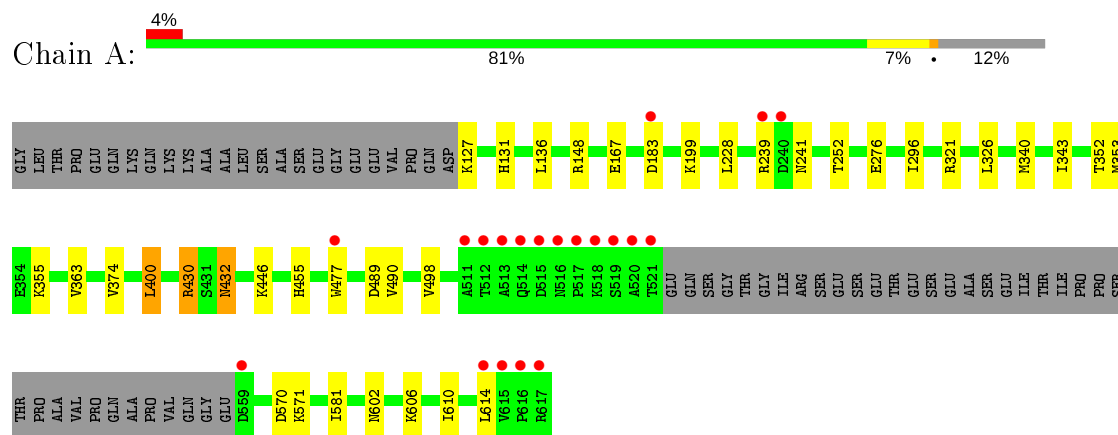 4%
Chain A:
81% 7% • 12%
GLY LEU THR PRO GLU GLN LYS GLN LYS LYS ALA ALA LEU SER ALA SER GLU GLY GLU GLU VAL PRO GLN ASP K127 H131 L136 R148 E167 D183 K199 L228 R239 D240 N241 T252 E276 I296 R321 L326 M340 I343 T352 M353
E354 K355 V363 V374 L400 R430 S431 N432 K446 H455 W477 D489 V490 V498 A511 T512 A513 Q514 D515 N516 P517 K518 S519 A520 T521 GLU GLN SER GLY THR GLY ILE ARG SER GLU SER GLU THR GLU SER GLU ALA SER GLU ILE THR ILE PRO PRO SER
THR PRO ALA VAL PRO GLN ALA PRO VAL GLN GLY GLU D559 D570 K571 I581 N602 K606 I610 L614 V615 P616 R617